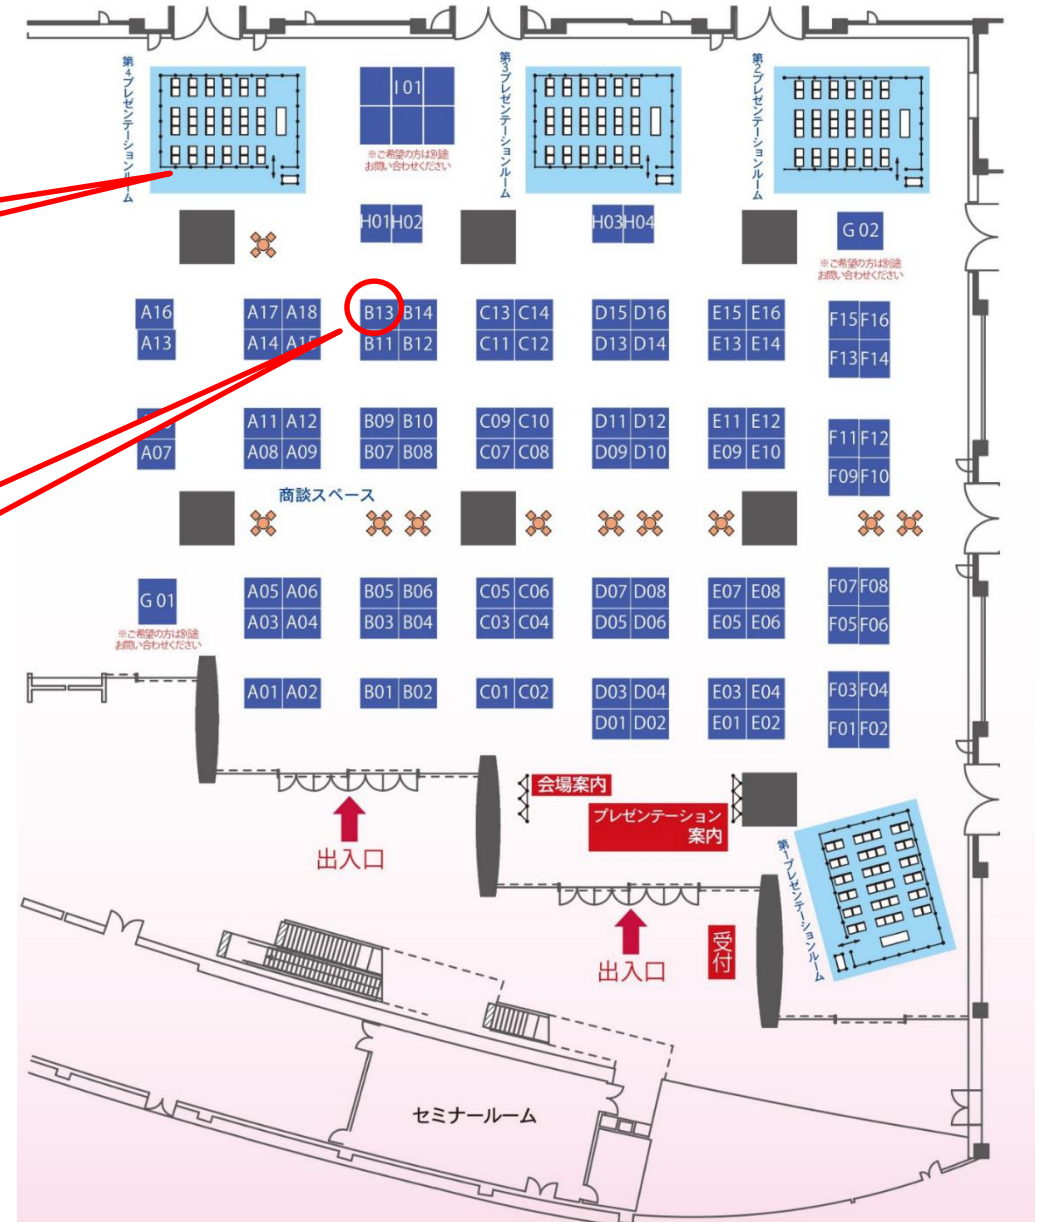 第4プレゼンテーションルーム
I 01
※ご希望の方は別途
お問い合わせください
第3プレゼンテーションルーム
第2プレゼンテーションルーム
H01 H02
H03 H04
G 02
※ご希望の方は別途
お問い合わせください
A16 A17 A18 B13 B14 C13 C14 D15 D16 E15 E16 F15 F16
A13 A14 A15 B11 B12 C11 C12 D13 D14 E13 E14 F13 F14
A11 A12 B09 B10 C09 C10 D11 D12 E11 E12 F11 F12
A07 A08 A09 B07 B08 C07 C08 D09 D10 E09 E10 F09 F10
商談スペース
G 01
※ご希望の方は別途
お問い合わせください
A05 A06 B05 B06 C05 C06 D07 D08 E07 E08 F07 F08
A03 A04 B03 B04 C03 C04 D05 D06 E05 E06 F05 F06
A01 A02 B01 B02 C01 C02 D03 D04 E03 E04 F03 F04
D01 D02 E01 E02 F01 F02
会場案内
プレゼンテーション
案内
出入口
第1プレゼンテーションルーム
受付
出入口
セミナールーム